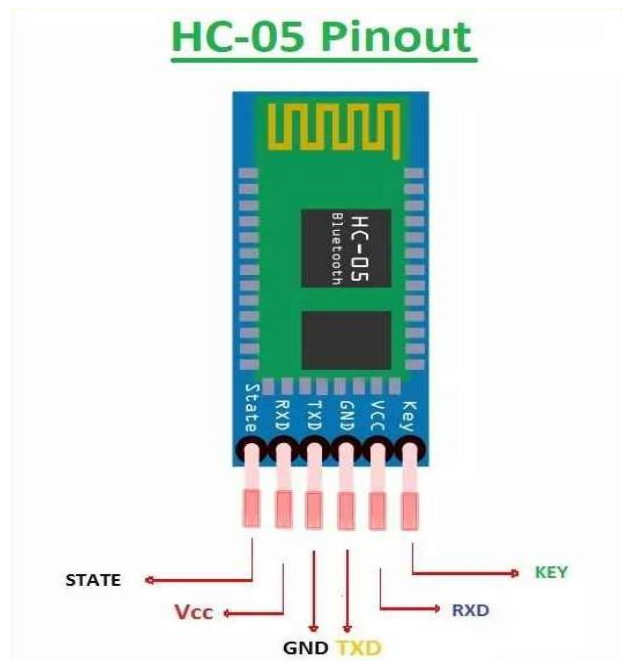 HC-05 Pinout
HC-05
Bluetooth
State
RXD
TXD
GND
VCC
Key
STATE
KEY
Vcc
RXD
GND TXD